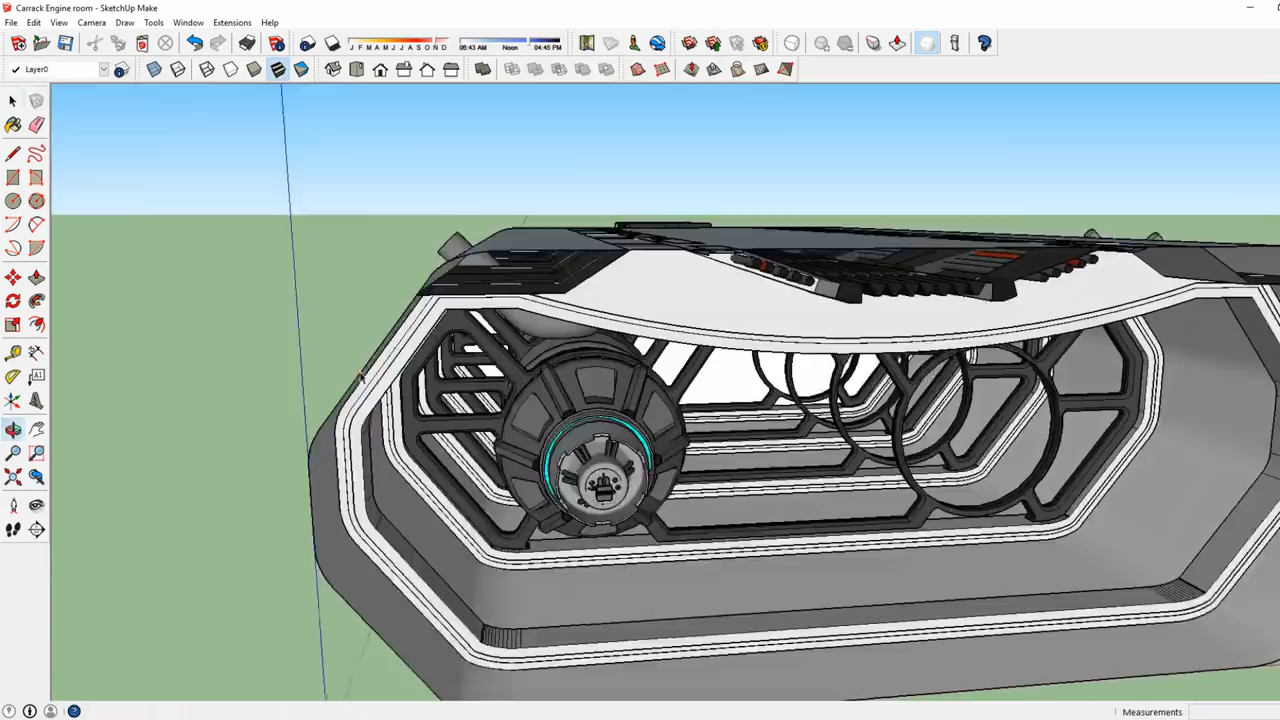 Carrack Engine room - SketchUp Make
File Edit View Camera Draw Tools Window Extensions Help
J F M A M J J A S O N D 06:43 AM Noon 04:45 PM
Layer0
A1
Measurements